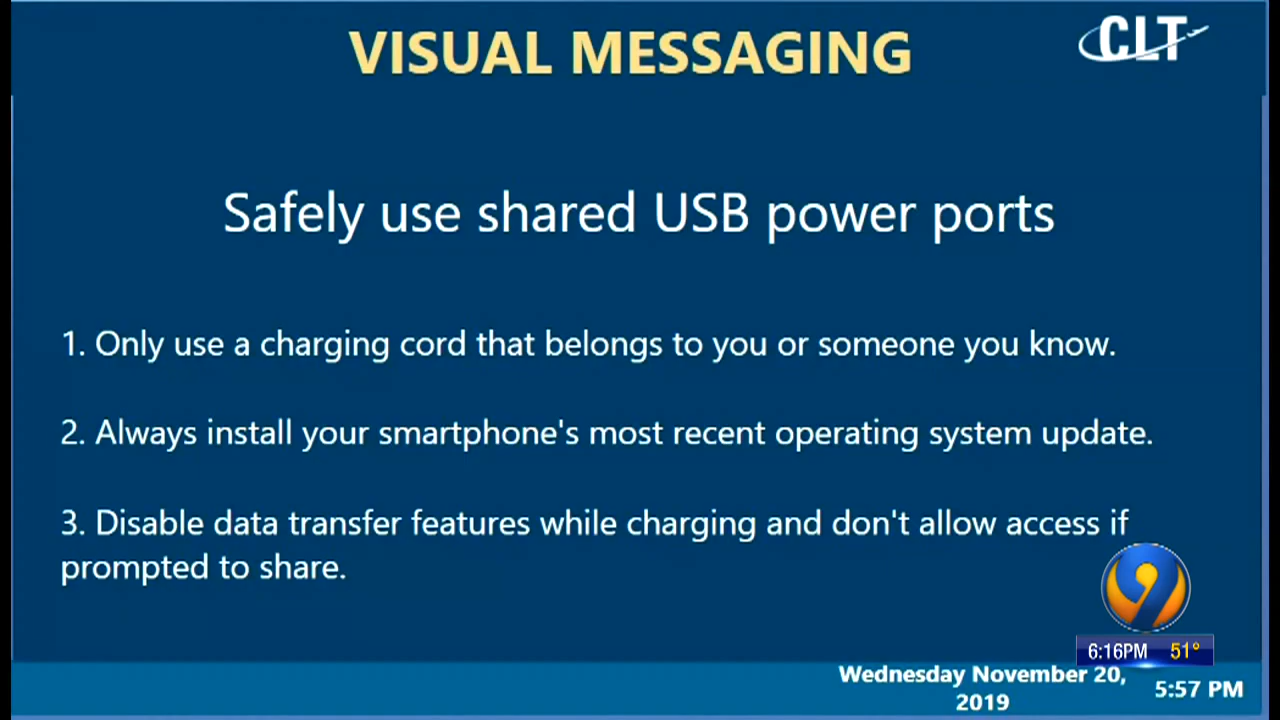 VISUAL MESSAGING
CLT
Safely use shared USB power ports
1. Only use a charging cord that belongs to you or someone you know.
2. Always install your smartphone's most recent operating system update.
3. Disable data transfer features while charging and don't allow access if
prompted to share.
9
6:16PM 51°
Wednesday November 20,
2019
5:57 PM